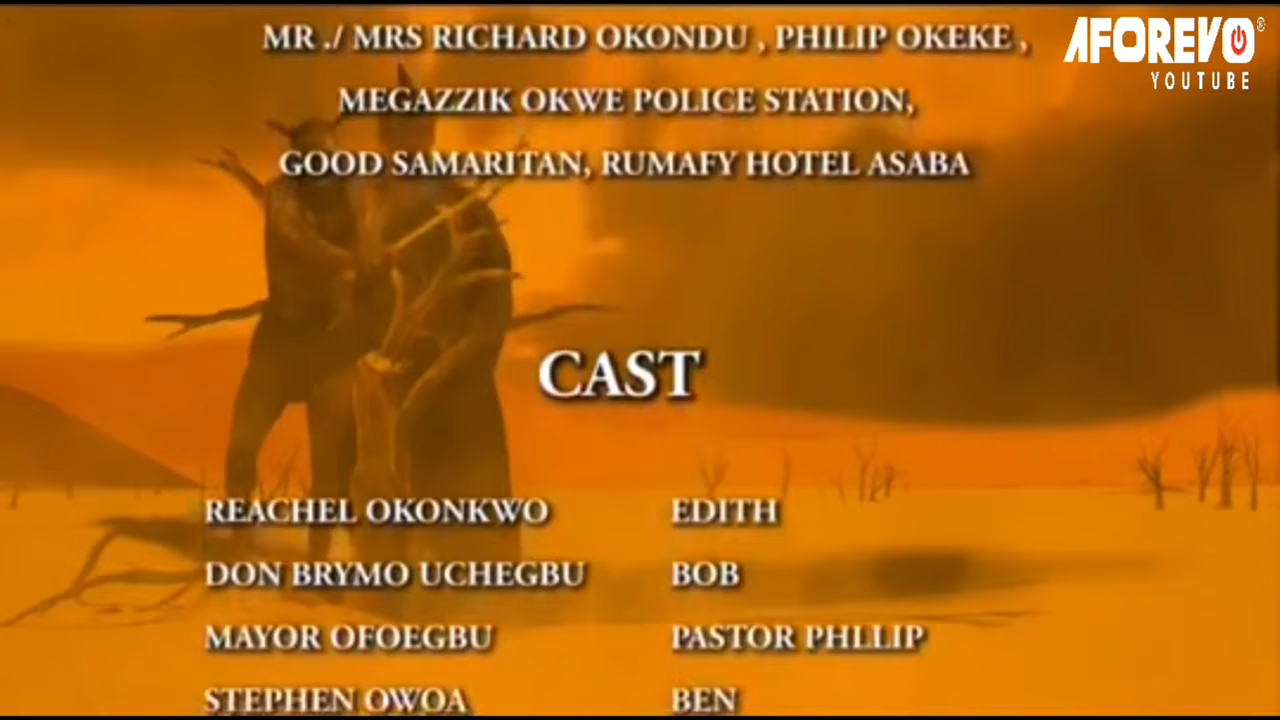 MR ./ MRS RICHARD OKONDU , PHILIP OKEKE ,
AFOREVO
YOUTUBE
MEGAZZIK OKWE POLICE STATION,
GOOD SAMARITAN, RUMAFY HOTEL ASABA
CAST
REACHEL OKONKWO EDITH
DON BRYMO UCHEGBU BOB
MAYOR OFOEGBU PASTOR PHLLIP
STEPHEN OWOA BEN